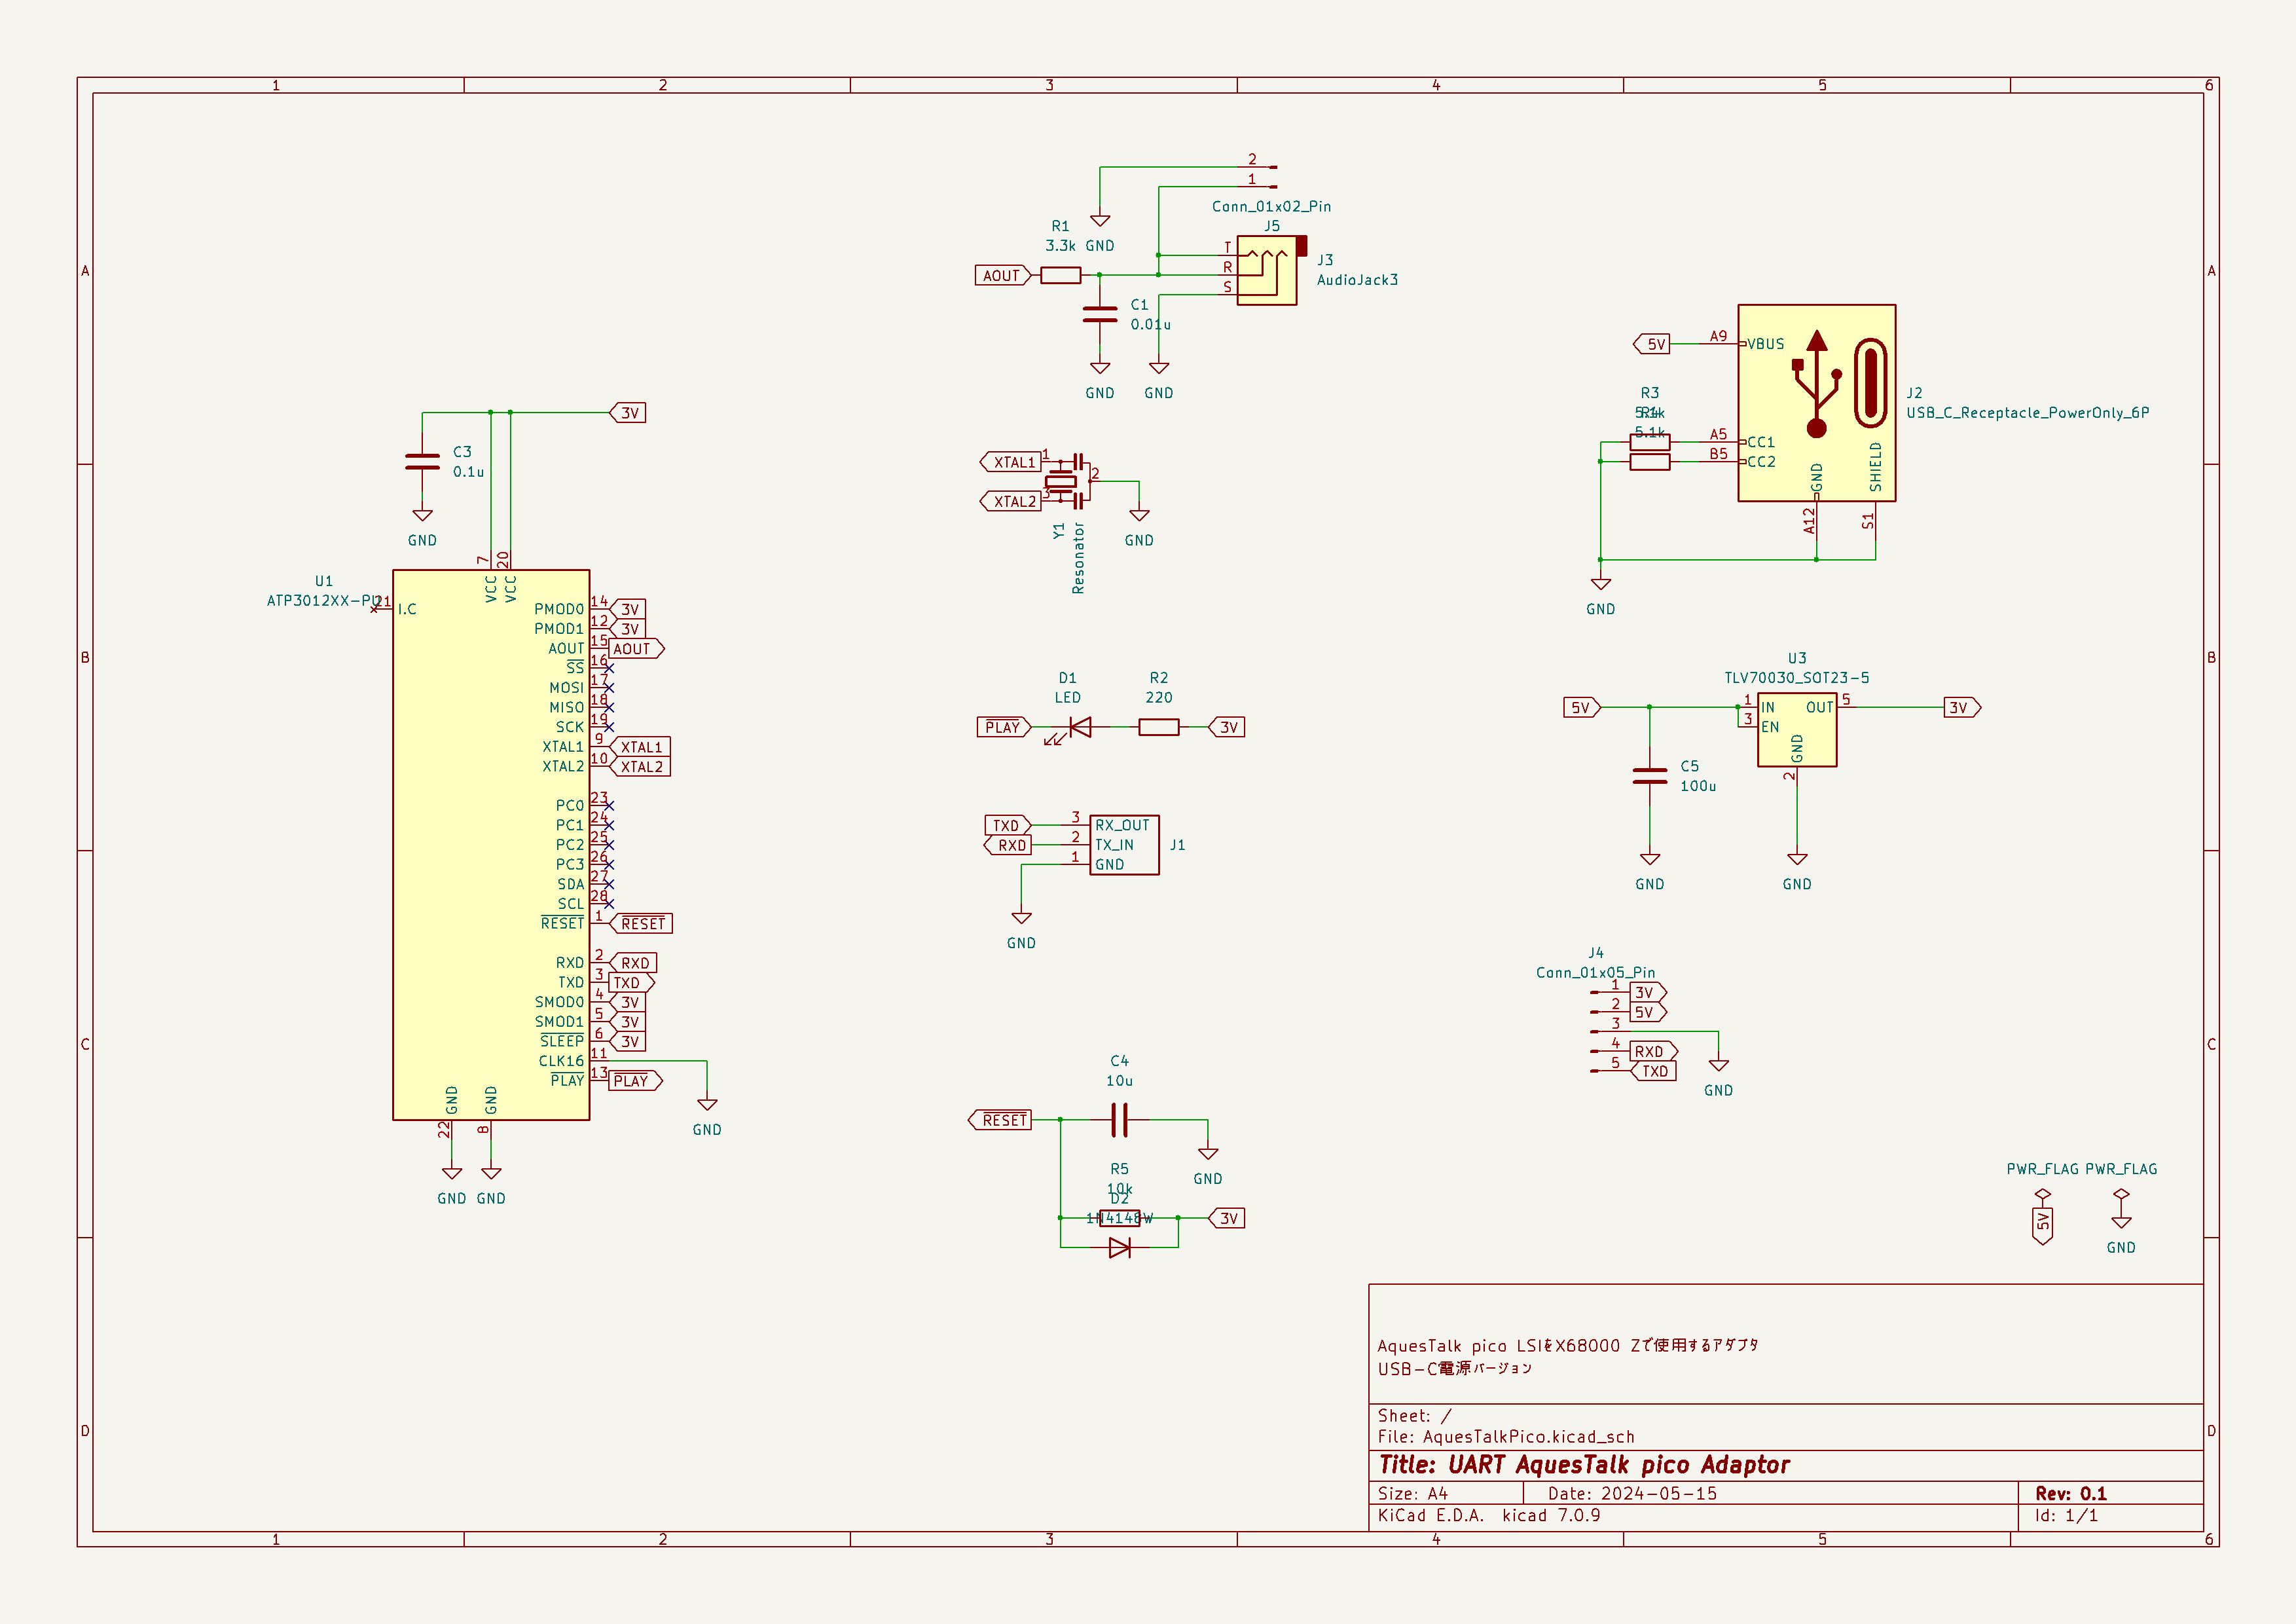 1 2 3 4 5 6
A
B
C
D
2
1
Conn_01x02_Pin
J5
R1
3.3k
GND
AOUT
T
R
S
J3
AudioJack3
C1
0.01u
GND
GND
3V
C3
0.1u
GND
XTAL1
1
2
XTAL2
3
Y1
Resonator
GND
5V
A9
VBUS
R3
5.1k
R4
5.1k
A5
CC1
B5
CC2
GND
A12
SHIELD
S1
J2
USB_C_Receptacle_PowerOnly_6P
GND
U1
ATP3012XX-PU
21
I.C
7
VCC
20
VCC
PMOD0 14 3V
PMOD1 12 3V
AOUT 15 AOUT
SS 16
MOSI 17
MISO 18
SCK 19
XTAL1 9 XTAL1
XTAL2 10 XTAL2
PC0 23
PC1 24
PC2 25
PC3 26
SDA 27
SCL 28
RESET 1 RESET
RXD 2 RXD
TXD 3 TXD
SMOD0 4 3V
SMOD1 5 3V
SLEEP 6 3V
CLK16 11
PLAY 13 PLAY
GND
22
GND
8
GND
GND
GND
D1
LED
R2
220
PLAY
3V
TXD 3 RX_OUT
RXD 2 TX_IN
1 GND
J1
GND
C4
10u
RESET
GND
R5
10k
D2
1N4148W
3V
U3
TLV70030_SOT23-5
5V
1 IN
3 EN
OUT 5
3V
GND
2
C5
100u
GND
GND
J4
Conn_01x05_Pin
1 3V
2 5V
3
4 RXD
5 TXD
GND
PWR_FLAG PWR_FLAG
5V
GND
AquesTalk pico LSIをX68000 Zで使用するアダプタ
USB-C電源バージョン
Sheet: /
File: AquesTalkPico.kicad_sch
Title: UART AquesTalk pico Adaptor
Size: A4 Date: 2024-05-15 Rev: 0.1
KiCad E.D.A. kicad 7.0.9 Id: 1/1
A
B
C
D
1 2 3 4 5 6